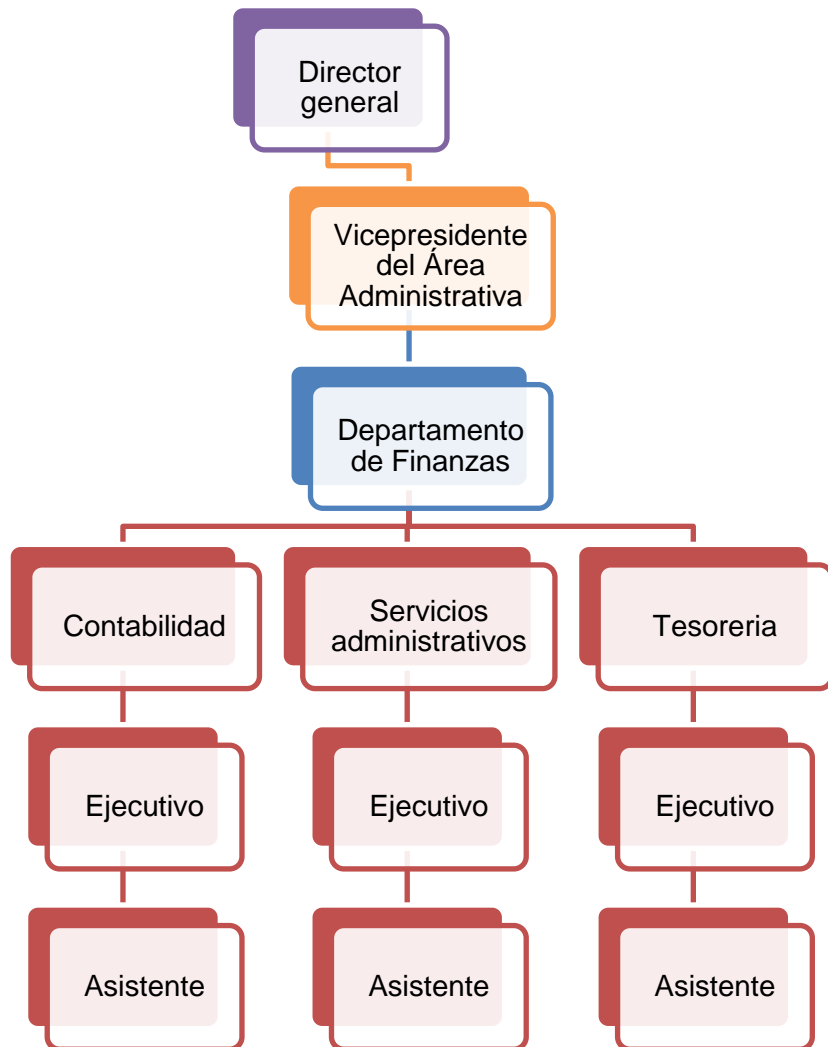 Director
general
Vicepresidente
del Área
Administrativa
Departamento
de Finanzas
Contabilidad
Servicios
administrativos
Tesoreria
Ejecutivo
Ejecutivo
Ejecutivo
Asistente
Asistente
Asistente